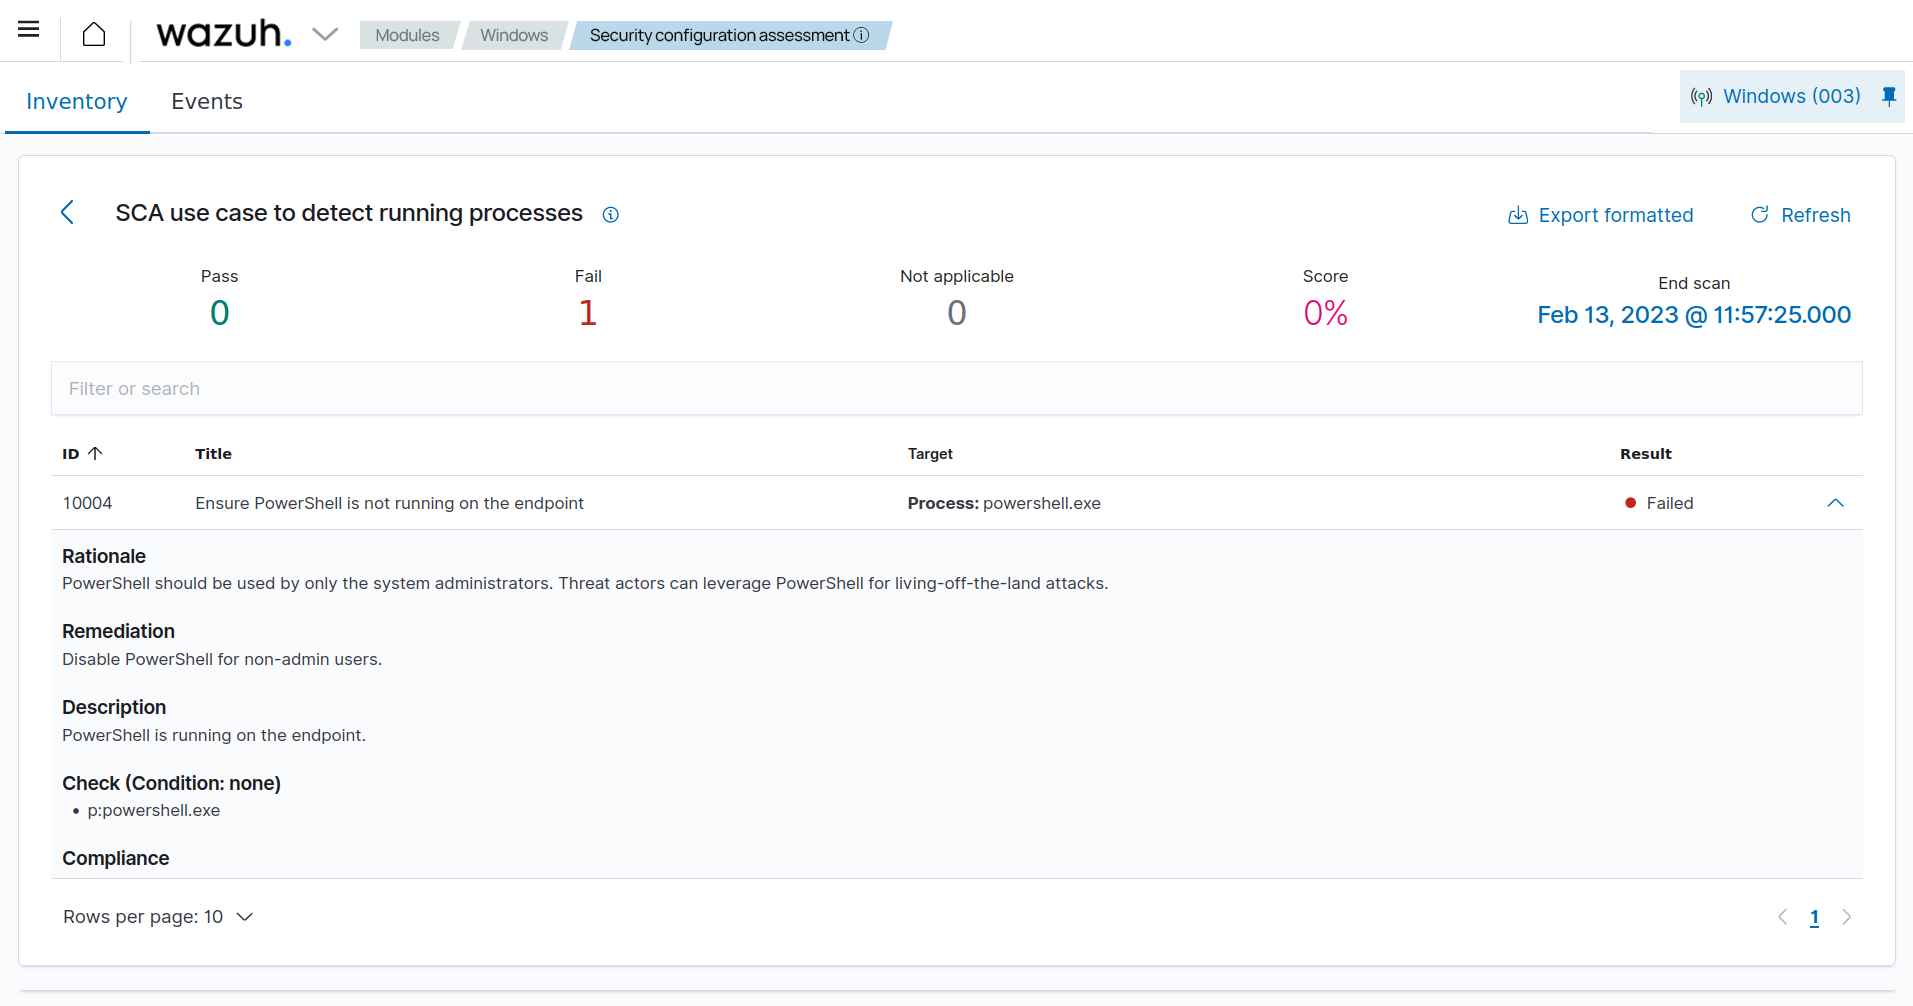 wazuh.
Modules
Windows
Security configuration assessment
Inventory
Events
Windows (003)
SCA use case to detect running processes
Export formatted
Refresh
Pass
0
Fail
1
Not applicable
0
Score
0%
End scan
Feb 13, 2023 @ 11:57:25.000
Filter or search
ID Title Target Result
10004 Ensure PowerShell is not running on the endpoint Process: powershell.exe Failed
Rationale
PowerShell should be used by only the system administrators. Threat actors can leverage PowerShell for living-off-the-land attacks.
Remediation
Disable PowerShell for non-admin users.
Description
PowerShell is running on the endpoint.
Check (Condition: none)
• p:powershell.exe
Compliance
Rows per page: 10
1